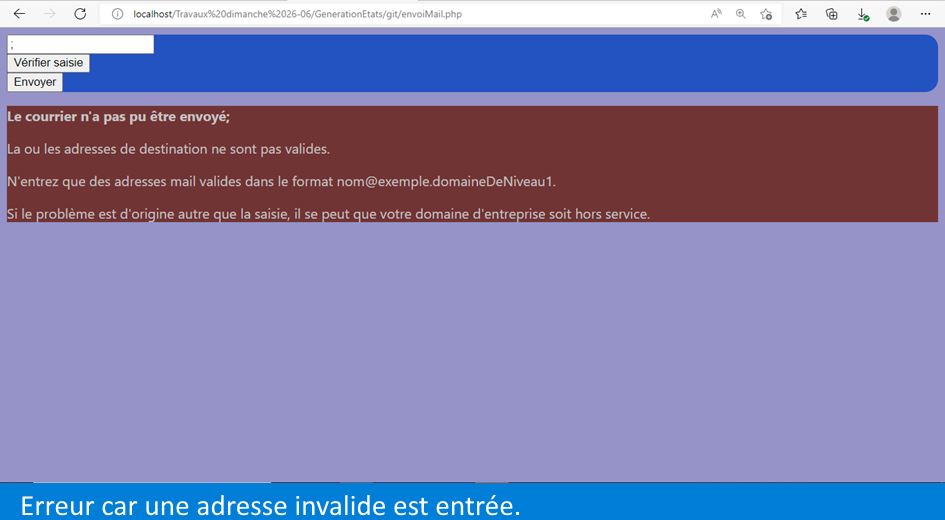 localhost/Travaux%20dimanche%2026-06/GenerationEtats/git/envoiMail.php
;
Vérifier saisie
Envoyer
Le courrier n'a pas pu être envoyé;
La ou les adresses de destination ne sont pas valides.
N'entrez que des adresses mail valides dans le format nom@exemple.domaineDeNiveau1.
Si le problème est d'origine autre que la saisie, il se peut que votre domaine d'entreprise soit hors service.
Erreur car une adresse invalide est entrée.